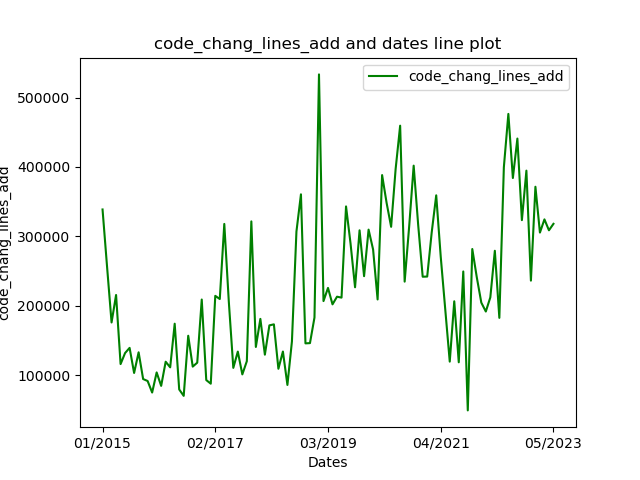 code_chang_lines_add and dates line plot
code_chang_lines_add
500000
400000
300000
200000
100000
code_chang_lines_add
01/2015 02/2017 03/2019 04/2021 05/2023
Dates